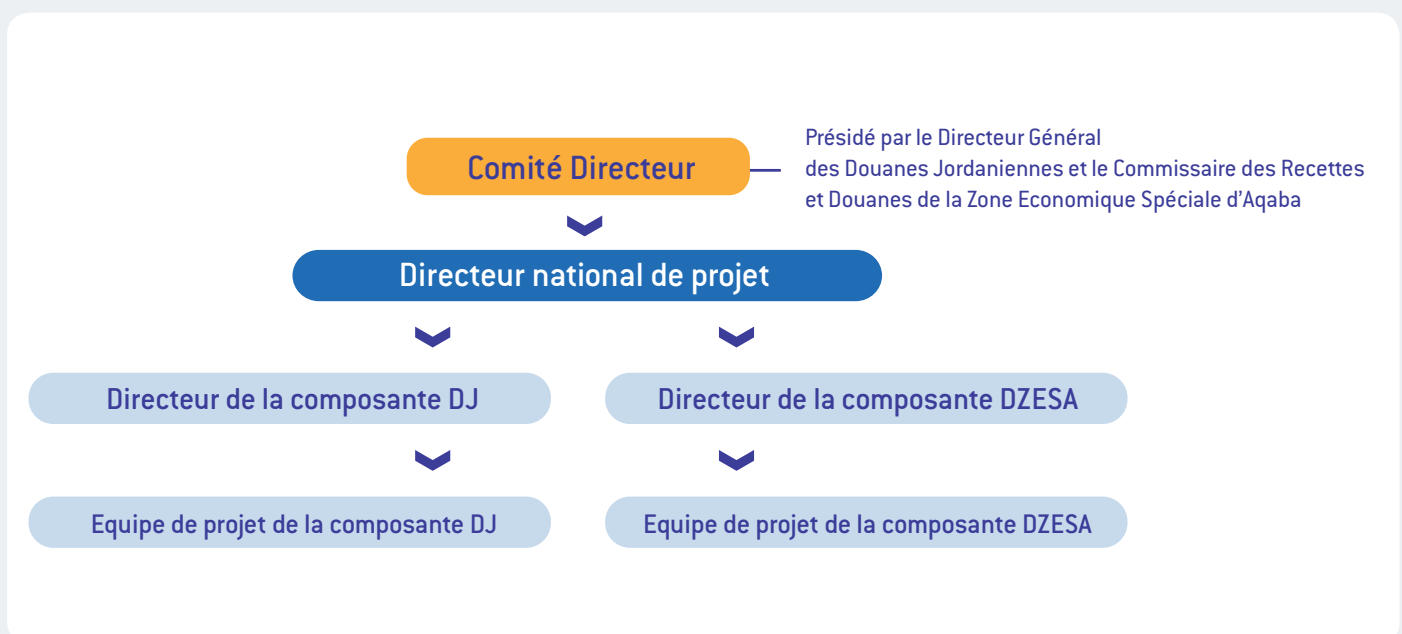 Comité Directeur
Présidé par le Directeur Général
des Douanes Jordaniennes et le Commissaire des Recettes
et Douanes de la Zone Economique Spéciale d’Aqaba
Directeur national de projet
Directeur de la composante DJ
Directeur de la composante DZESA
Equipe de projet de la composante DJ
Equipe de projet de la composante DZESA